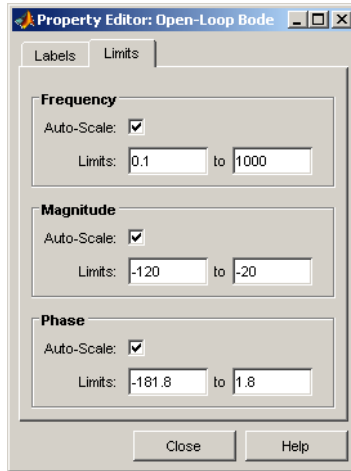 Property Editor: Open-Loop Bode
Labels Limits
Frequency
Auto-Scale:
Limits: 0.1 to 1000
Magnitude
Auto-Scale:
Limits: -120 to -20
Phase
Auto-Scale:
Limits: -181.8 to 1.8
Close Help